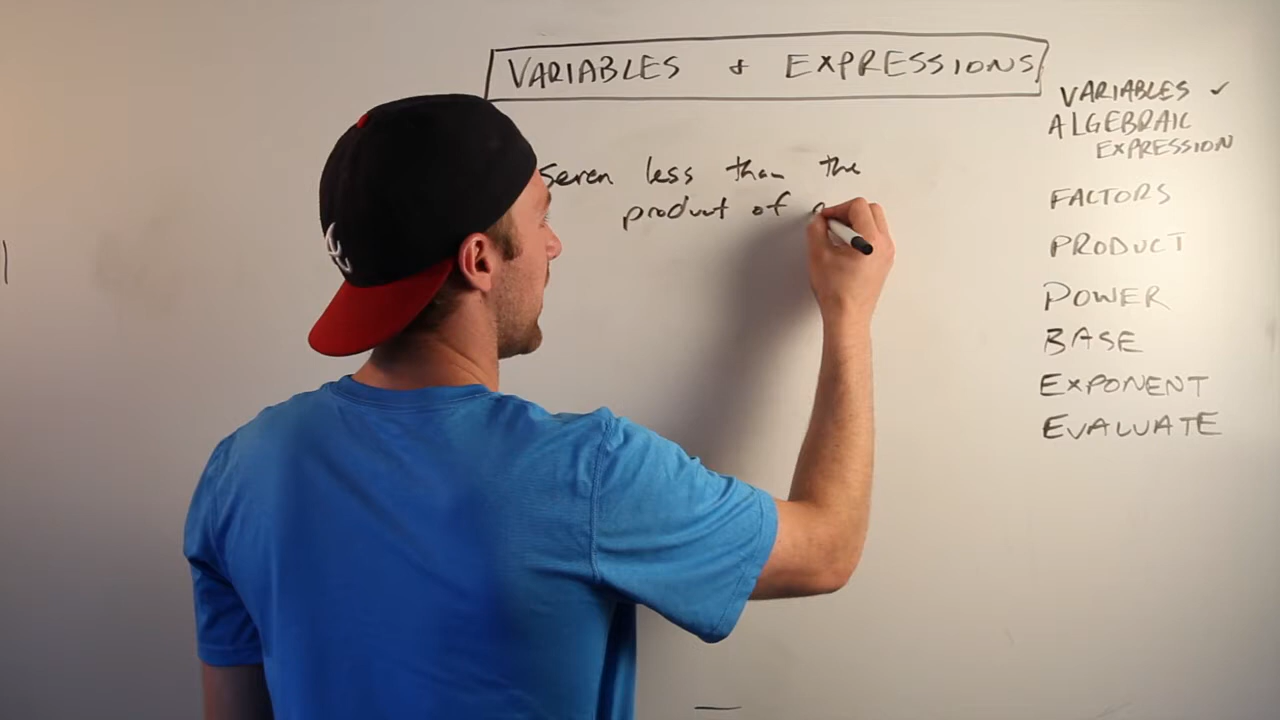 VARIABLES & EXPRESSIONS
Seven less than the
product of
VARIABLES ✓
ALGEBRAIC
EXPRESSION
FACTORS
PRODUCT
POWER
BASE
EXPONENT
EVALUATE